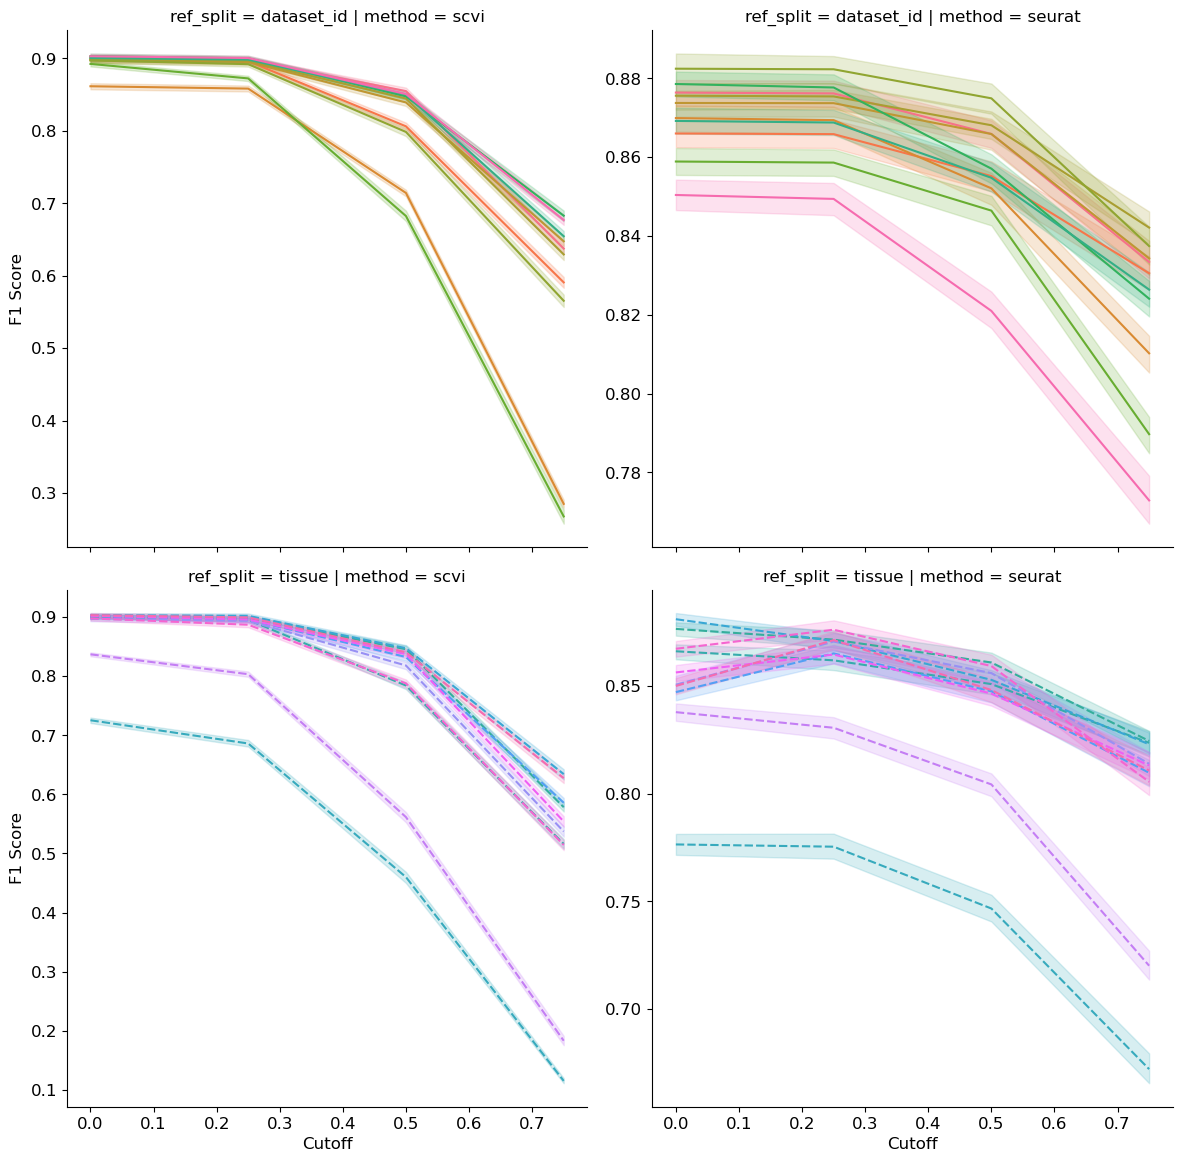 ref_split = dataset_id | method = scvi
ref_split = dataset_id | method = seurat
0.9
0.8
0.7
0.6
0.5
0.4
0.3
F1 Score
0.88
0.86
0.84
0.82
0.80
0.78
ref_split = tissue | method = scvi
ref_split = tissue | method = seurat
0.9
0.8
0.7
0.6
0.5
0.4
0.3
0.2
0.1
F1 Score
0.85
0.80
0.75
0.70
0.0 0.1 0.2 0.3 0.4 0.5 0.6 0.7
Cutoff
0.0 0.1 0.2 0.3 0.4 0.5 0.6 0.7
Cutoff